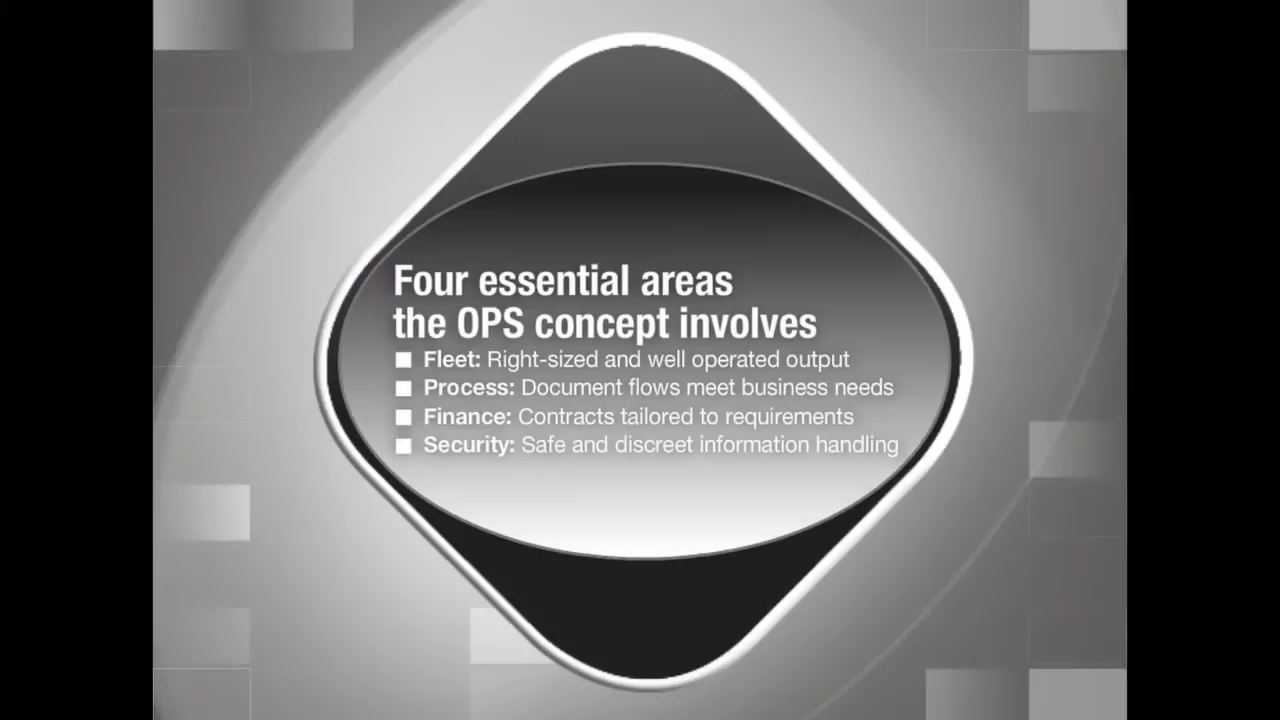 Four essential areas
the OPS concept involves
■ Fleet: Right-sized and well operated output
■ Process: Document flows meet business needs
■ Finance: Contracts tailored to requirements
■ Security: Safe and discreet information handling